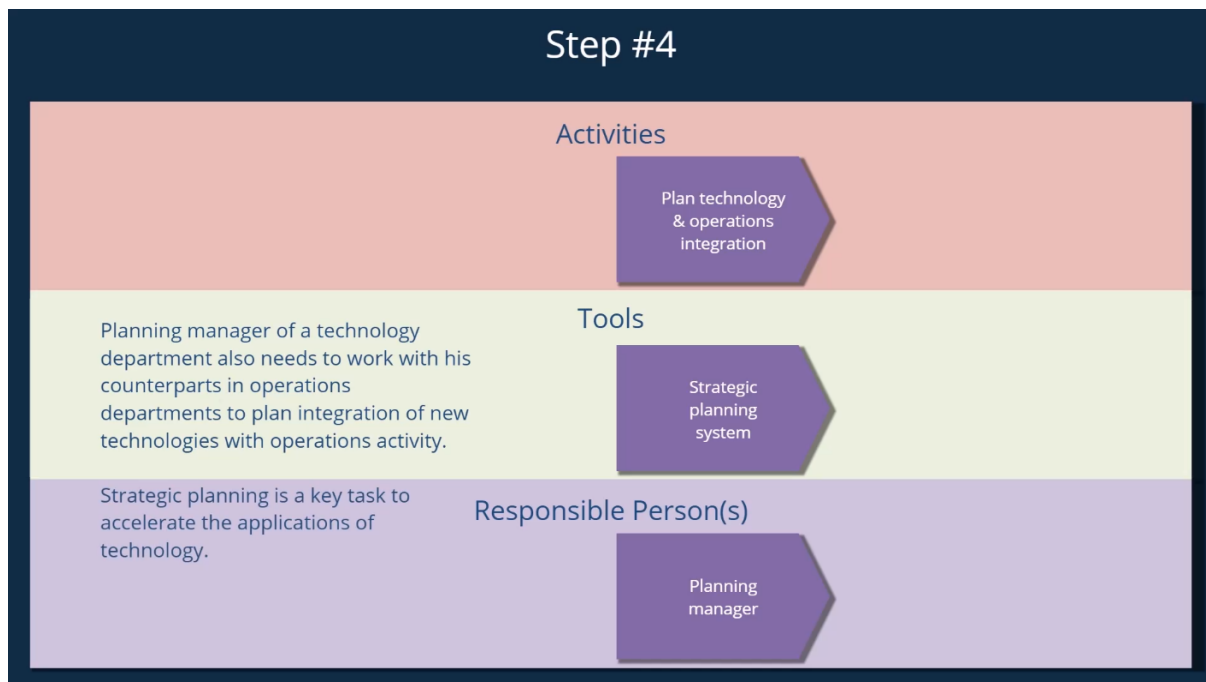 Step #4
Activities
Plan technology
& operations
integration
Tools
Planning manager of a technology
department also needs to work with his
counterparts in operations
departments to plan integration of new
technologies with operations activity.
Strategic
planning
system
Strategic planning is a key task to
accelerate the applications of
technology.
Responsible Person(s)
Planning
manager